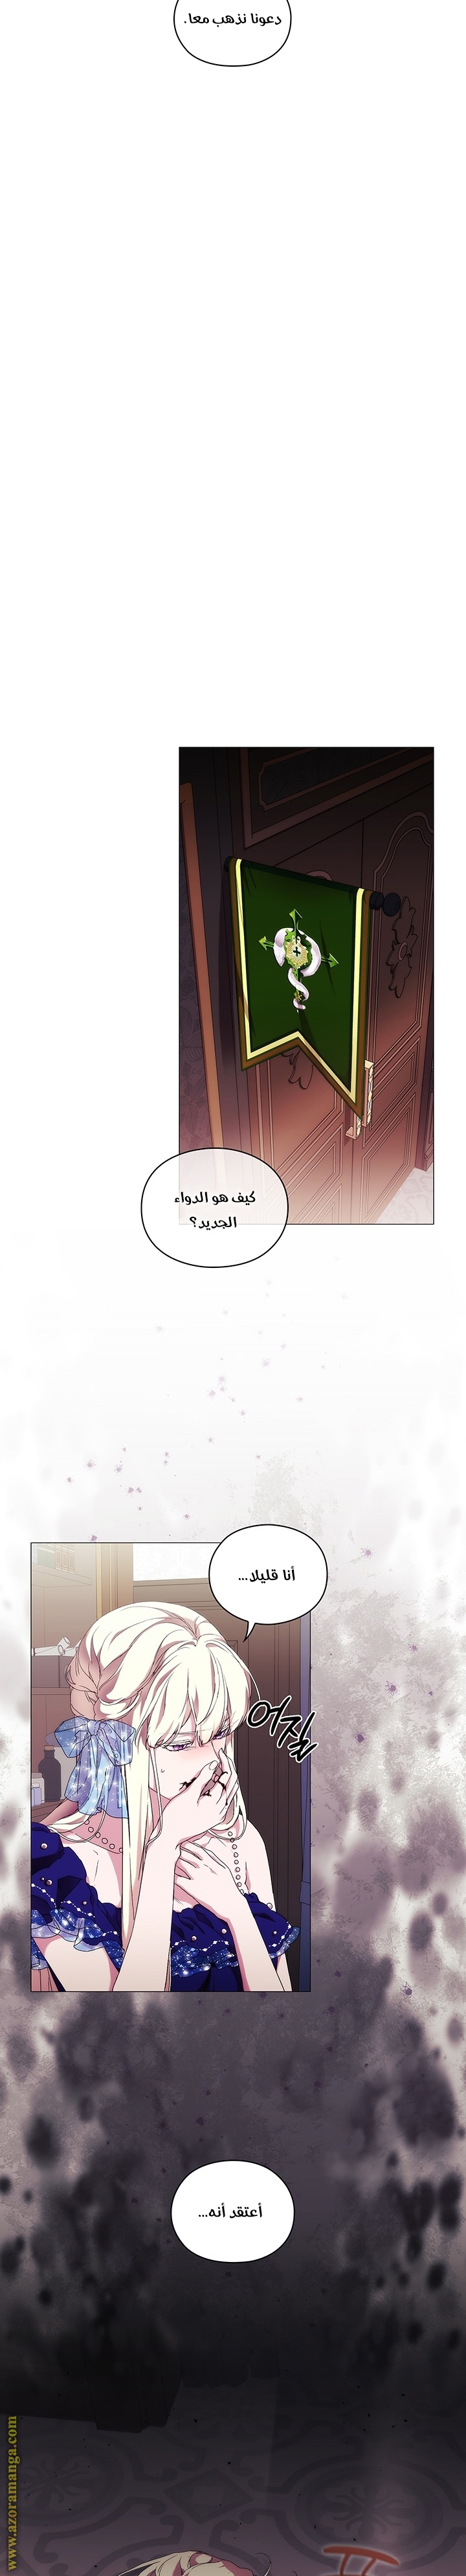 دعونا نذهب معا.
كيف هو الدواء
الجديد؟
أنا قليلا...
어질
أعتقد أنه...
www.azoramanga.com